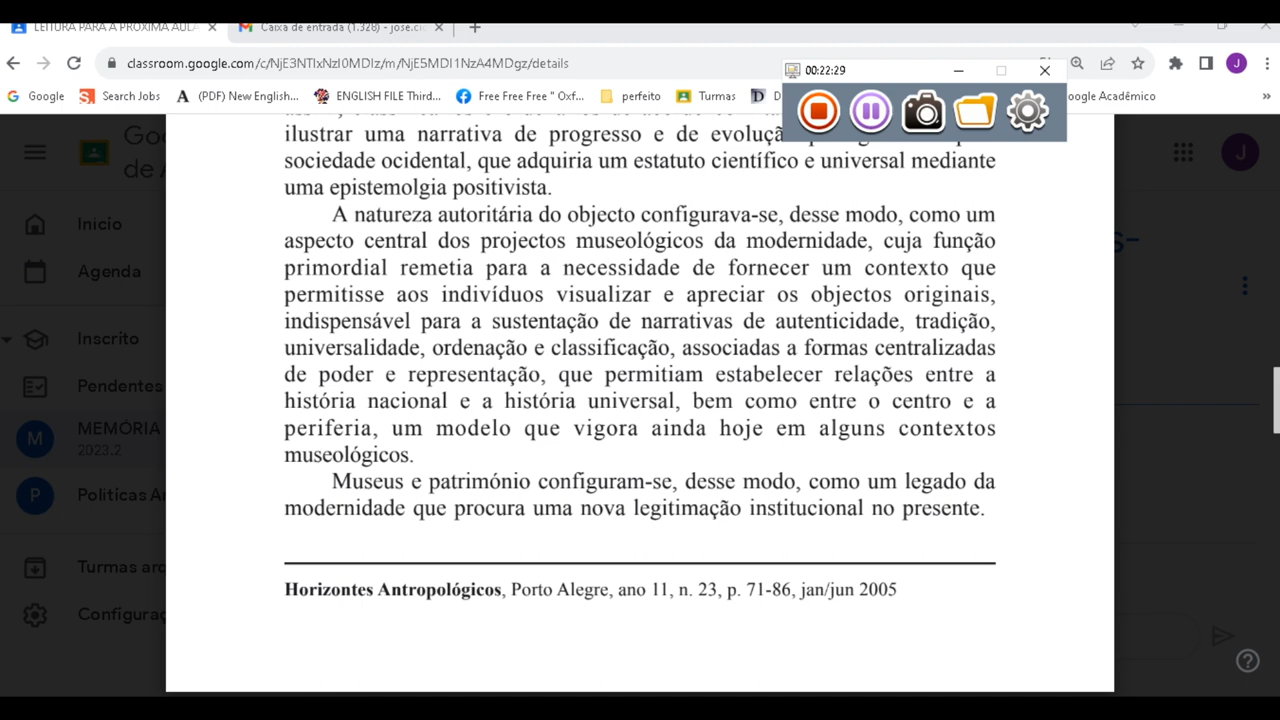 LEITURA PARA A PRÓXIMA AULA
Caixa de entrada (1.328) - jose.cle
classroom.google.com/c/NjE3NTIxNzI0MDIz/m/NjE5MDI1NzA4MDgz/details
J
00:22:29
Google
Search Jobs
(PDF) New English...
ENGLISH FILE Third...
Free Free Free " Oxf...
perfeito
Turmas
oogle Acadêmico
Goo
de A
J
Início
Agenda
Inscrito
Pendentes
M
MEMÓRIA
2023.2
P
Políticas
Turmas arq
Configuraç
s-
ilustrar uma narrativa de progresso e de
sociedade ocidental, que adquiria um estatuto científico e universal mediante
uma epistemolgia positivista.
A natureza autoritária do objecto configurava-se, desse modo, como um
aspecto central dos projectos museológicos da modernidade, cuja função
primordial remetia para a necessidade de fornecer um contexto que
permitisse aos indivíduos visualizar e apreciar os objectos originais,
indispensável para a sustentação de narrativas de autenticidade, tradição,
universalidade, ordenação e classificação, associadas a formas centralizadas
de poder e representação, que permitiam estabelecer relações entre a
história nacional e a história universal, bem como entre o centro e a
periferia, um modelo que vigora ainda hoje em alguns contextos
museológicos.
Museus e património configuram-se, desse modo, como um legado da
modernidade que procura uma nova legitimação institucional no presente.
Horizontes Antropológicos, Porto Alegre, ano 11, n. 23, p. 71-86, jan/jun 2005